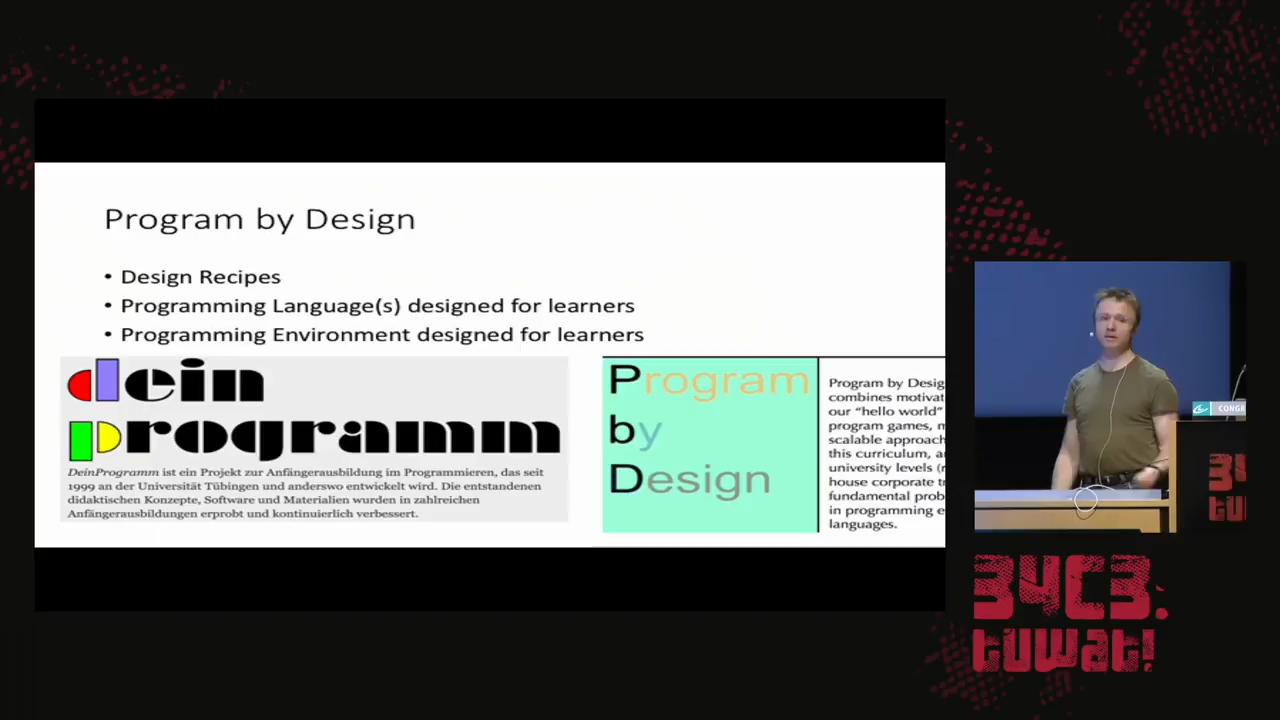 Program by Design
• Design Recipes
• Programming Language(s) designed for learners
• Programming Environment designed for learners
dein
programm
DeinProgramm ist ein Projekt zur Anfängerausbildung im Programmieren, das seit
1999 an der Universität Tübingen und anderswo entwickelt wird. Die entstandenen
didaktischen Konzepte, Software und Materialien wurden in zahlreichen
Anfängerausbildungen erprobt und kontinuierlich verbessert.
Program
by
Design
Program by Desig
combines motivat
our “hello world”
program games, m
scalable approach
this curriculum, a
university levels (r
house corporate tr
fundamental prob
in programming e
languages.
CONGR
34C3.
tuwat!